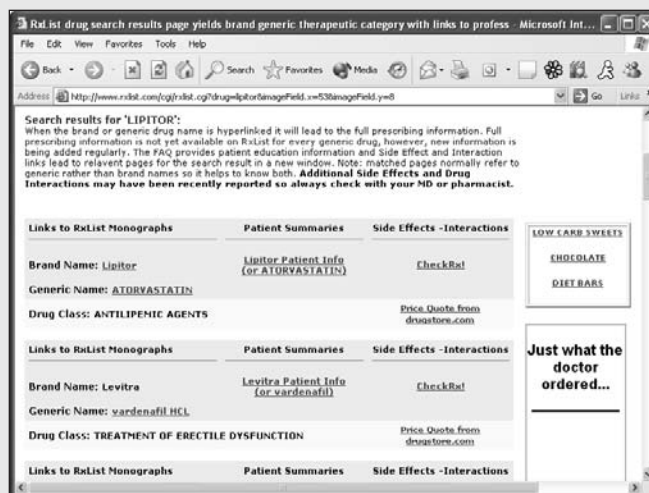 RxList drug search results page yields brand generic therapeutic category with links to profess - Microsoft Int...
File Edit View Favorites Tools Help
Back Search Favorites Media
Address http://www.rxlist.com/cgi/rxlist.cgi?drug=lipitor&imageField.x=53&imageField.y=8 Go Links
Search results for 'LIPITOR':
When the brand or generic drug name is hyperlinked it will lead to the full prescribing information. Full
prescribing information is not yet available on RxList for every generic drug, however, new information is
being added regularly. The FAQ provides patient education information and Side Effect and Interaction
links lead to relavent pages for the search result in a new window. Note: matched pages normally refer to
generic rather than brand names so it helps to know both. Additional Side Effects and Drug
Interactions may have been recently reported so always check with your MD or pharmacist.
Links to RxList Monographs Patient Summaries Side Effects -Interactions
Brand Name: Lipitor Lipitor Patient Info CheckRx!
(or ATORVASTATIN)
Generic Name: ATORVASTATIN
Drug Class: ANTILIPEMIC AGENTS Price Quote from
drugstore.com
Links to RxList Monographs Patient Summaries Side Effects -Interactions
Brand Name: Levitra Levitra Patient Info CheckRx!
(or vardenafil)
Generic Name: vardenafil HCL
Drug Class: TREATMENT OF ERECTILE DYSFUNCTION Price Quote from
drugstore.com
Links to RxList Monographs Patient Summaries Side Effects -Interactions
LOW CARB SWEETS
CHOCOLATE
DIET BARS
Just what the
doctor
ordered...